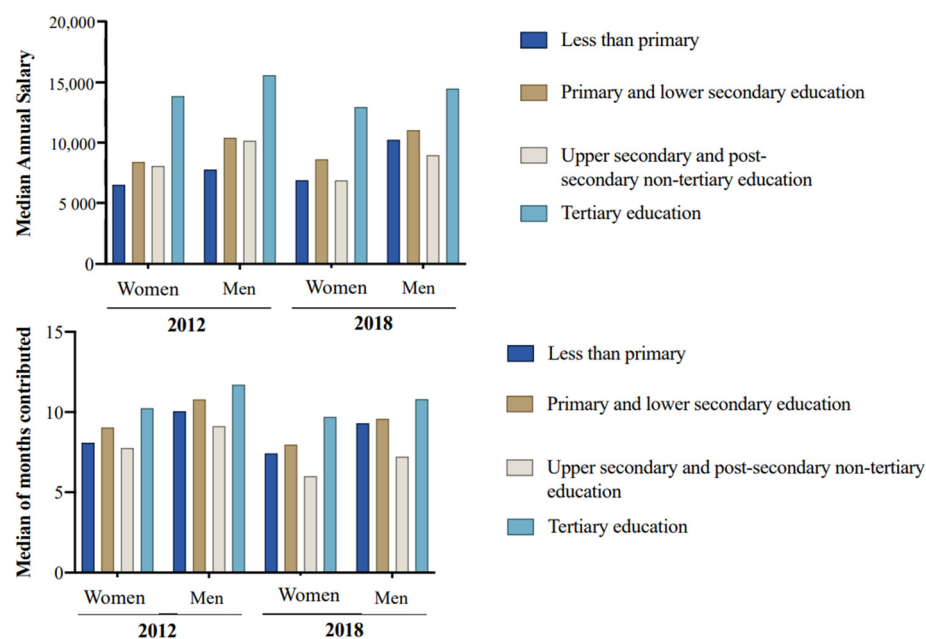 Median Annual Salary
20,000
15,000
10,000
5 000
0
Women
Men
Women
Men
2012
2018
Less than primary
Primary and lower secondary education
Upper secondary and post-
secondary non-tertiary education
Tertiary education
Median of months contributed
15
10
5
0
Women
Men
Women
Men
2012
2018
Less than primary
Primary and lower secondary education
Upper secondary and post-secondary non-tertiary
education
Tertiary education